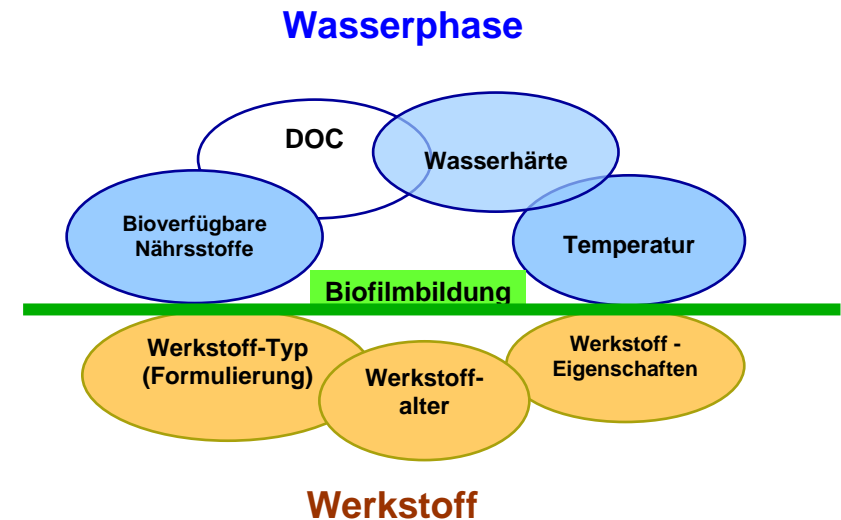 Wasserphase
DOC
Wasserhärte
Bioverfügbare
Nährsstoffe
Temperatur
Biofilmbildung
Werkstoff-Typ
(Formulierung)
Werkstoff-
alter
Werkstoff -
Eigenschaften
Werkstoff